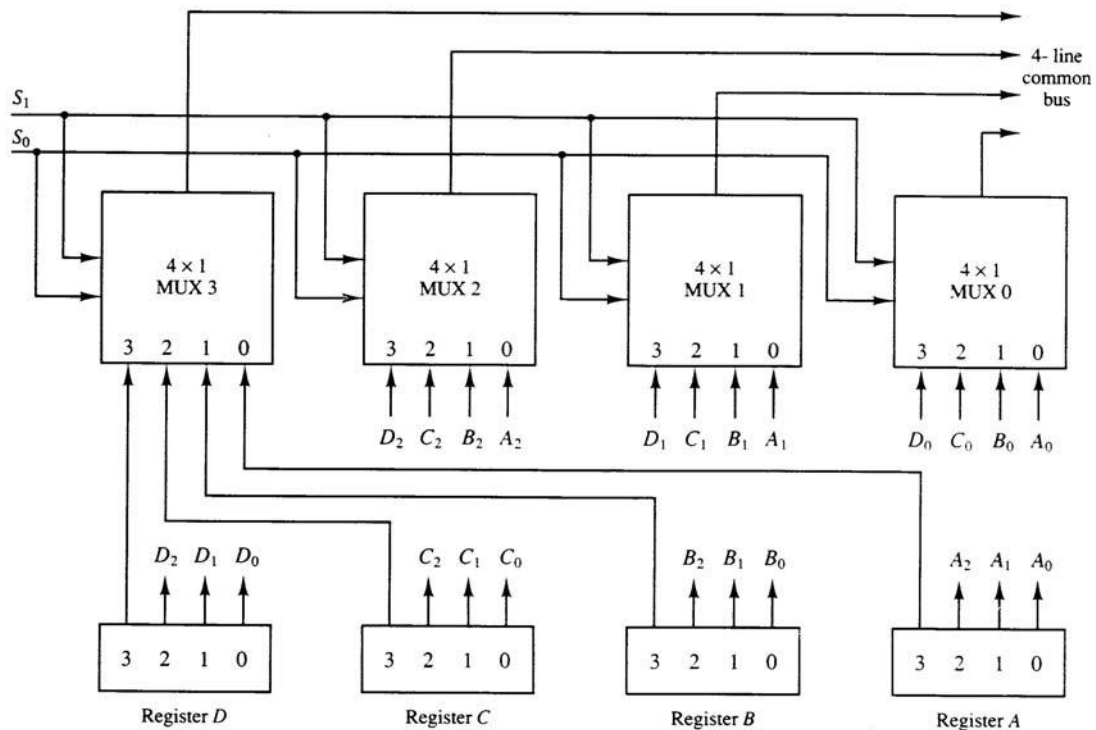 4- line
common
bus
S₁
S₀
4 × 1
MUX 3
3 2 1 0
4 × 1
MUX 2
3 2 1 0
4 × 1
MUX 1
3 2 1 0
4 × 1
MUX 0
3 2 1 0
D₂ C₂ B₂ A₂
D₁ C₁ B₁ A₁
D₀ C₀ B₀ A₀
D₂ D₁ D₀
C₂ C₁ C₀
B₂ B₁ B₀
A₂ A₁ A₀
3 2 1 0
3 2 1 0
3 2 1 0
3 2 1 0
Register D
Register C
Register B
Register A